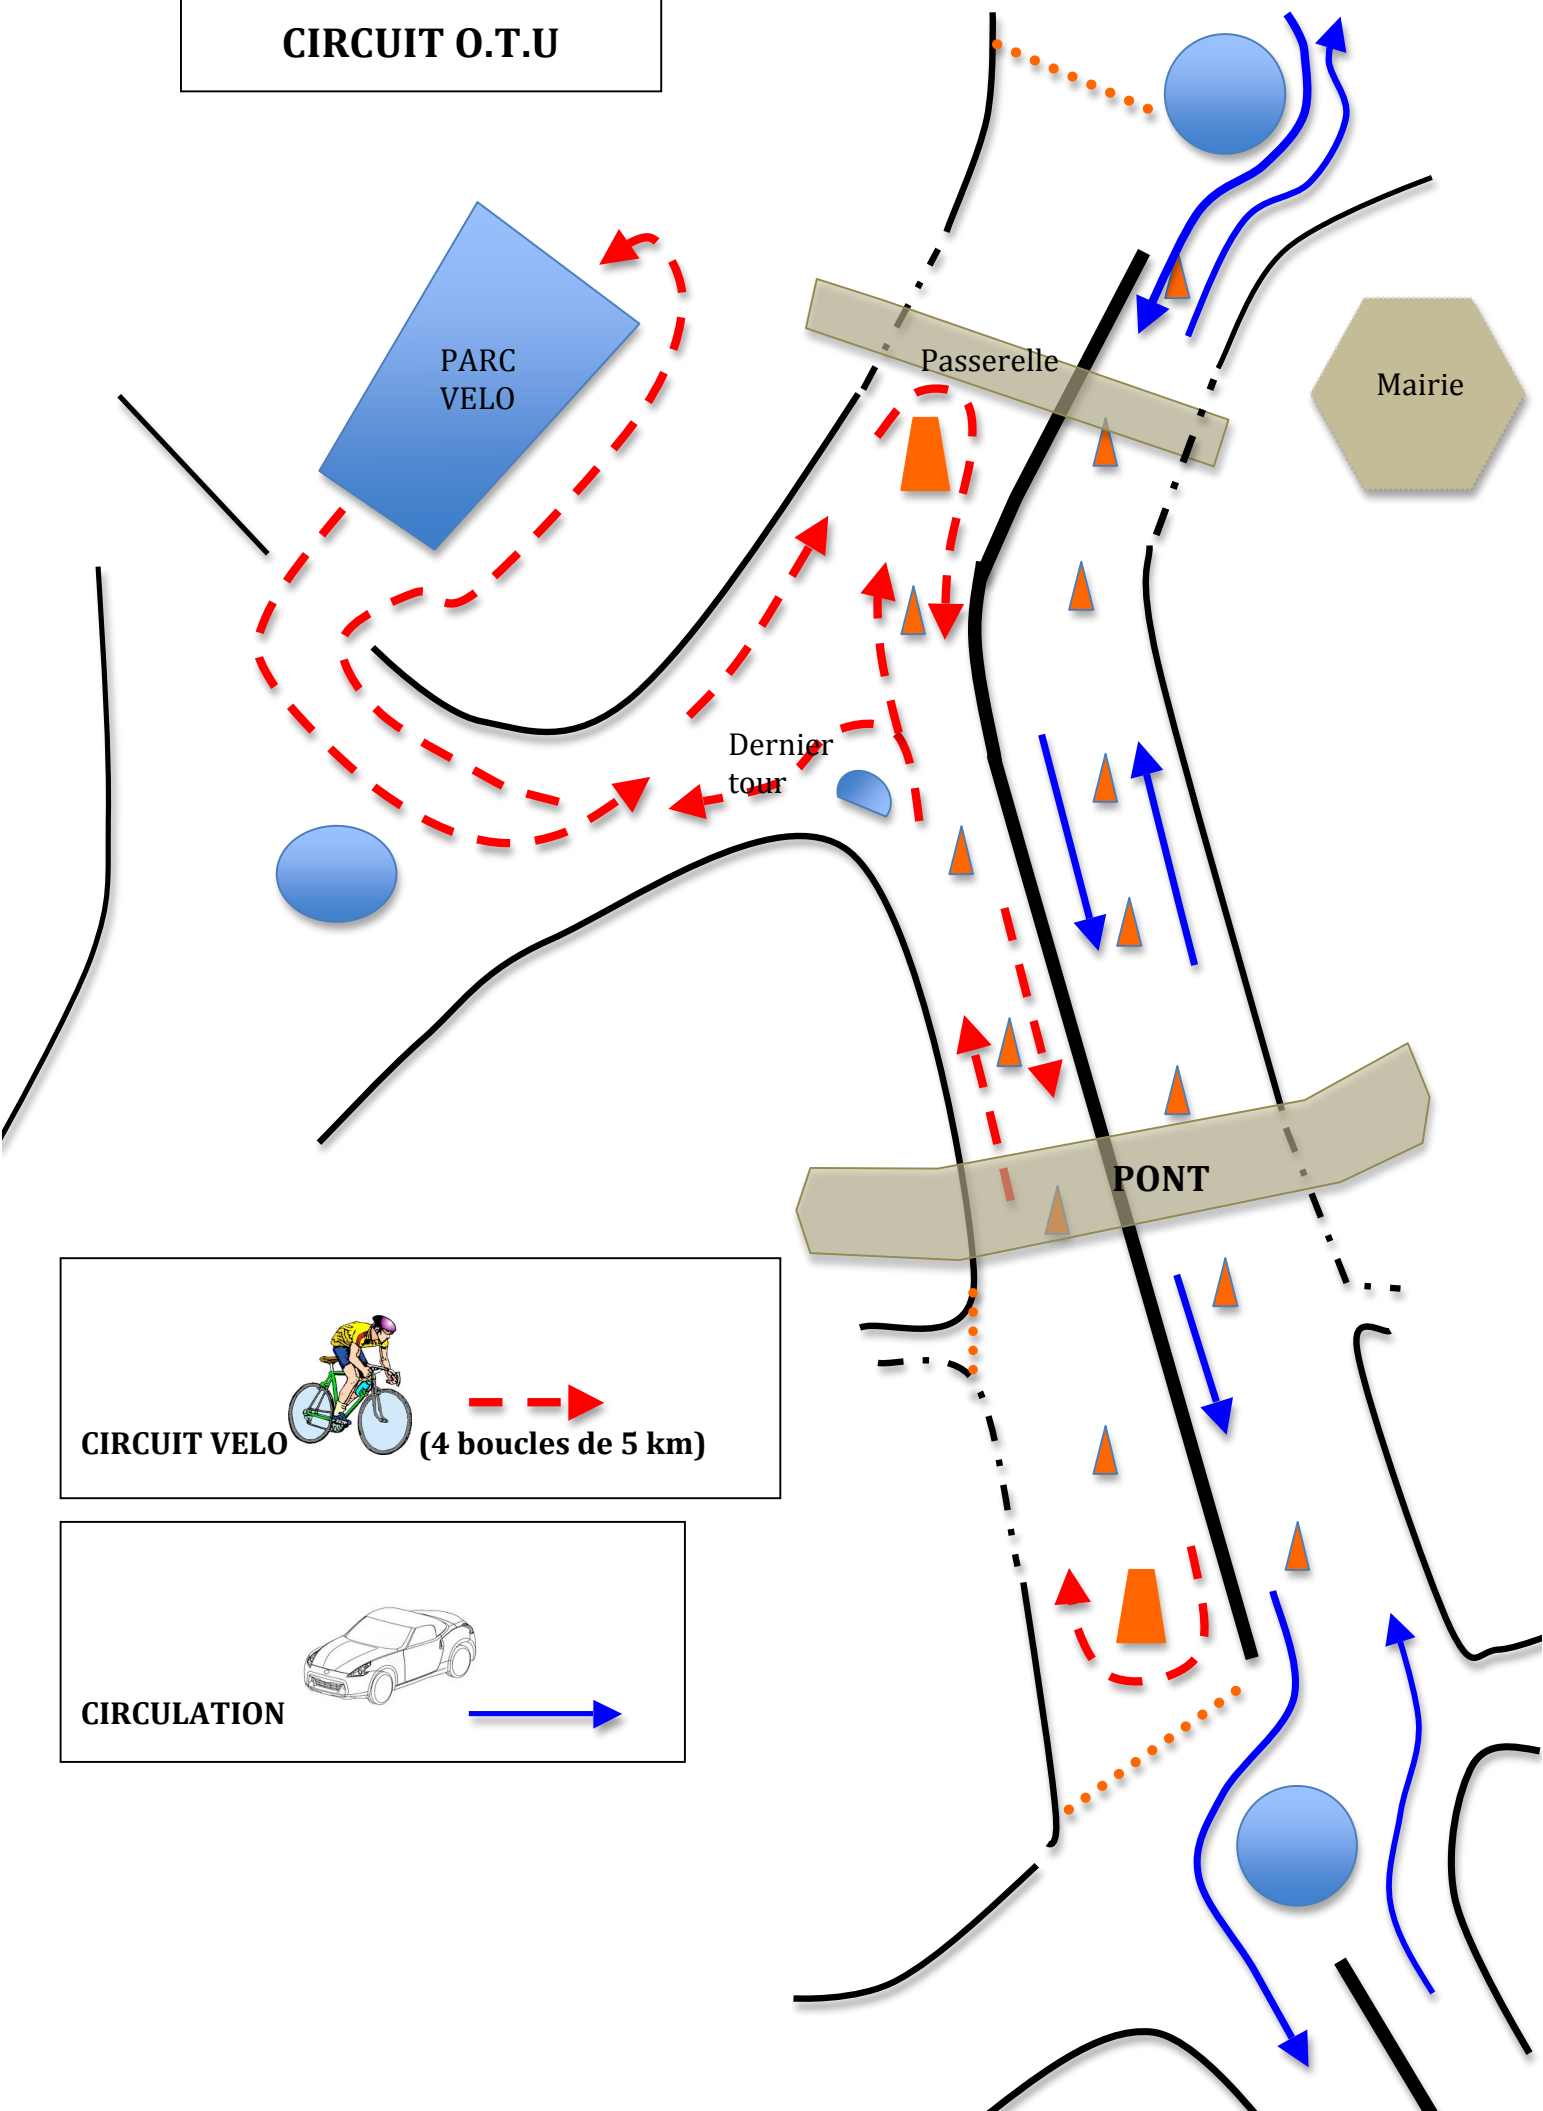 CIRCUIT O.T.U
PARC
VELO
Passerelle
Mairie
Dernier
tour
PONT
CIRCUIT VELO (4 boucles de 5 km)
CIRCULATION